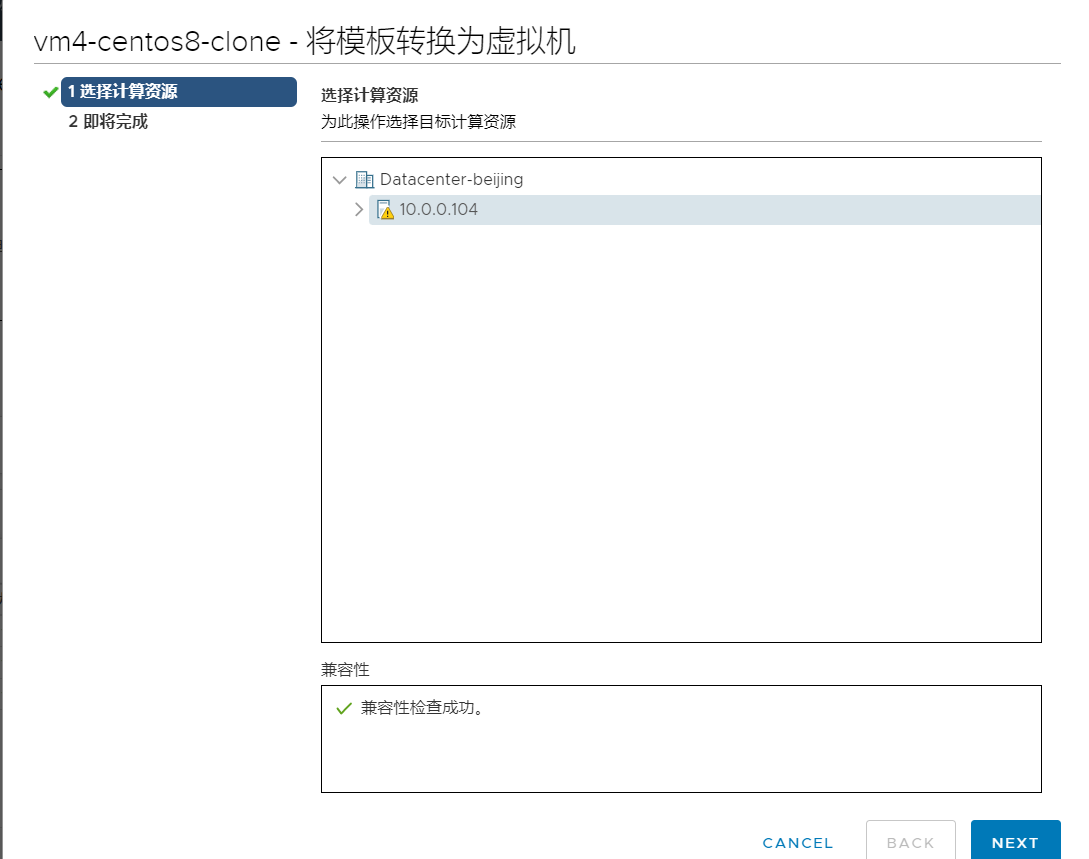 vm4-centos8-clone - 将模板转换为虚拟机
1 选择计算资源
2 即将完成
选择计算资源
为此操作选择目标计算资源
Datacenter-beijing
10.0.0.104
兼容性
兼容性检查成功。
CANCEL
BACK
NEXT